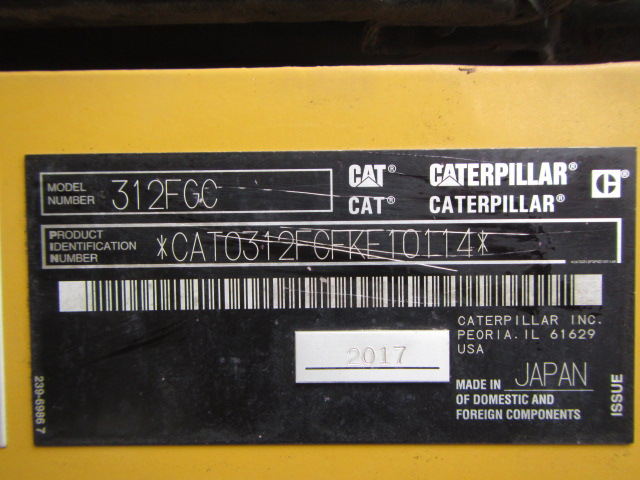 MODEL NUMBER 312FGC
CAT® CATERPILLAR®
CAT® CATERPILLAR®
PRODUCT IDENTIFICATION NUMBER *CAT0312FCFKE10114*
CATERPILLAR INC.
PEORIA. IL 61629
USA
2017
MADE IN JAPAN
OF DOMESTIC AND
FOREIGN COMPONENTS
239-6986 7
ISSUE